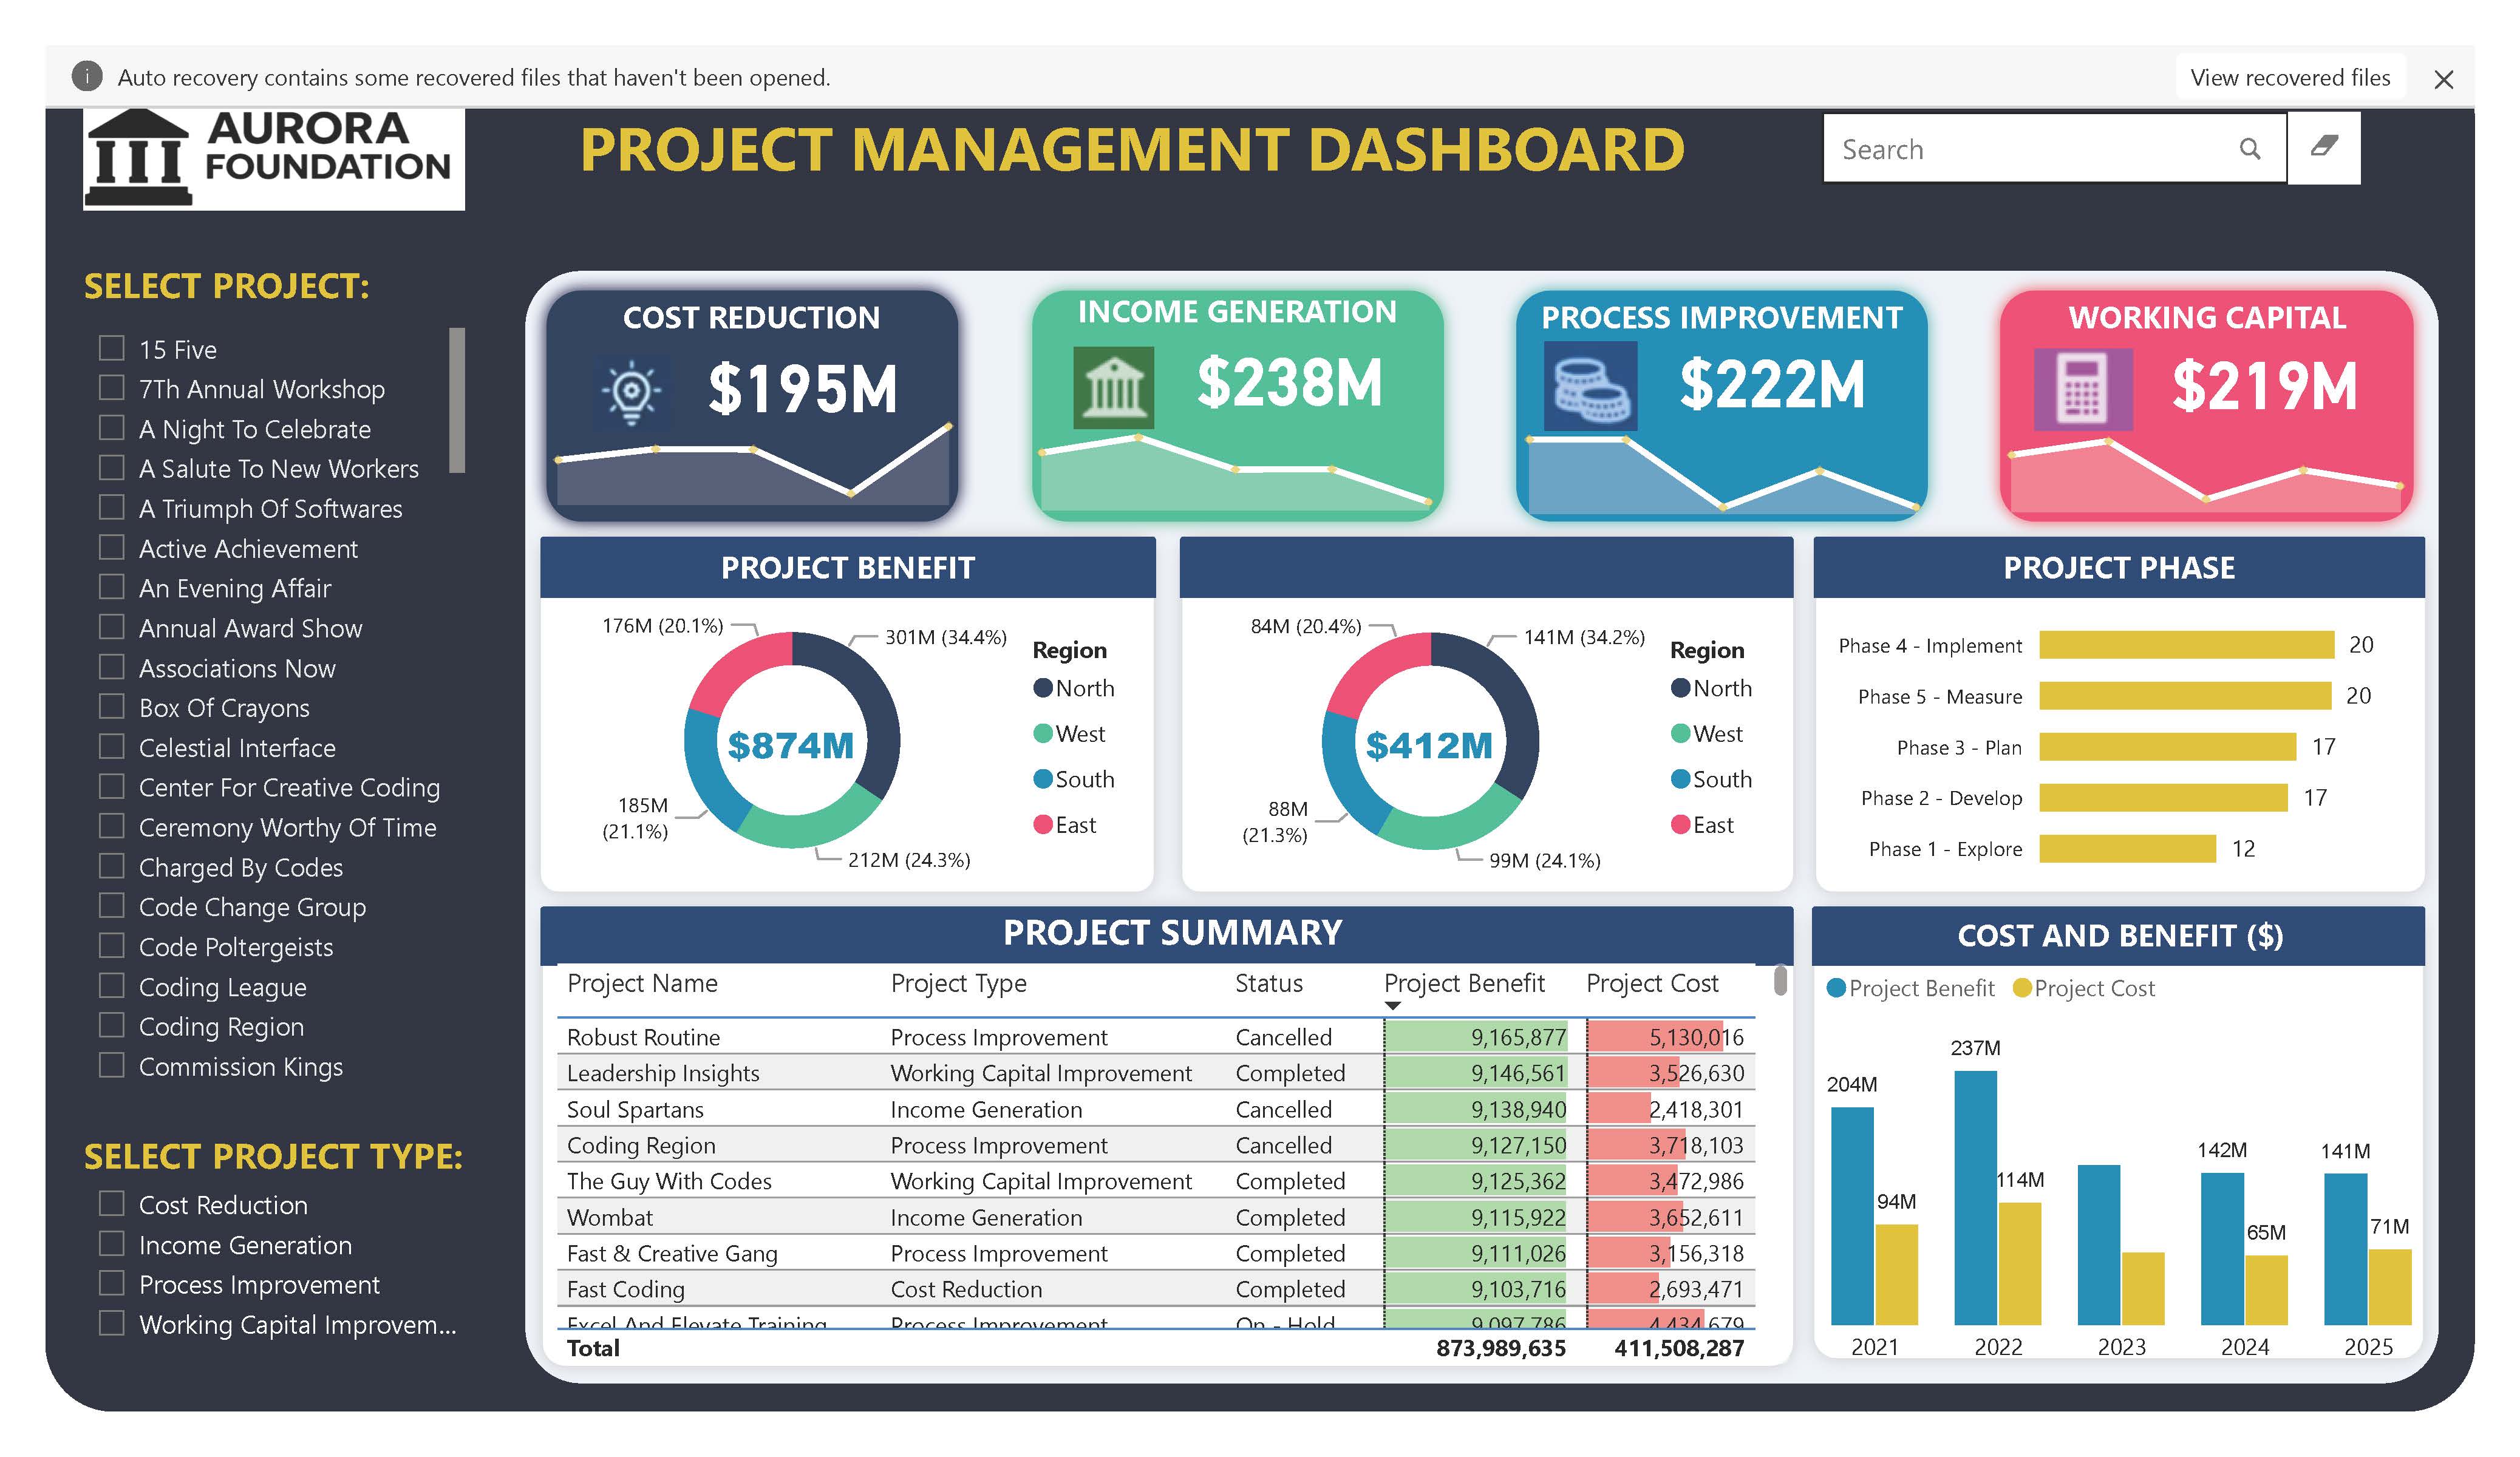 Auto recovery contains some recovered files that haven't been opened.
View recovered files
AURORA
FOUNDATION
PROJECT MANAGEMENT DASHBOARD
Search
SELECT PROJECT:
15 Five
7Th Annual Workshop
A Night To Celebrate
A Salute To New Workers
A Triumph Of Softwares
Active Achievement
An Evening Affair
Annual Award Show
Associations Now
Box Of Crayons
Celestial Interface
Center For Creative Coding
Ceremony Worthy Of Time
Charged By Codes
Code Change Group
Code Poltergeists
Coding League
Coding Region
Commission Kings
SELECT PROJECT TYPE:
Cost Reduction
Income Generation
Process Improvement
Working Capital Improvem...
COST REDUCTION
$195M
INCOME GENERATION
$238M
PROCESS IMPROVEMENT
$222M
WORKING CAPITAL
$219M
PROJECT BENEFIT
176M (20.1%)
301M (34.4%)
$874M
185M
(21.1%)
212M (24.3%)
Region
North
West
South
East
84M (20.4%)
141M (34.2%)
$412M
88M
(21.3%)
99M (24.1%)
Region
North
West
South
East
PROJECT PHASE
Phase 4 - Implement 20
Phase 5 - Measure 20
Phase 3 - Plan 17
Phase 2 - Develop 17
Phase 1 - Explore 12
PROJECT SUMMARY
Project Name Project Type Status Project Benefit Project Cost
Robust Routine Process Improvement Cancelled 9,165,877 5,130,016
Leadership Insights Working Capital Improvement Completed 9,146,561 3,526,630
Soul Spartans Income Generation Cancelled 9,138,940 2,418,301
Coding Region Process Improvement Cancelled 9,127,150 3,718,103
The Guy With Codes Working Capital Improvement Completed 9,125,362 3,472,986
Wombat Income Generation Completed 9,115,922 3,652,611
Fast & Creative Gang Process Improvement Completed 9,111,026 3,156,318
Fast Coding Cost Reduction Completed 9,103,716 2,693,471
Excel And Elevate Training Process Improvement On - Hold 9,097,786 4,434,679
Total 873,989,635 411,508,287
COST AND BENEFIT ($)
Project Benefit Project Cost
204M
94M
237M
114M
142M
65M
141M
71M
2021 2022 2023 2024 2025